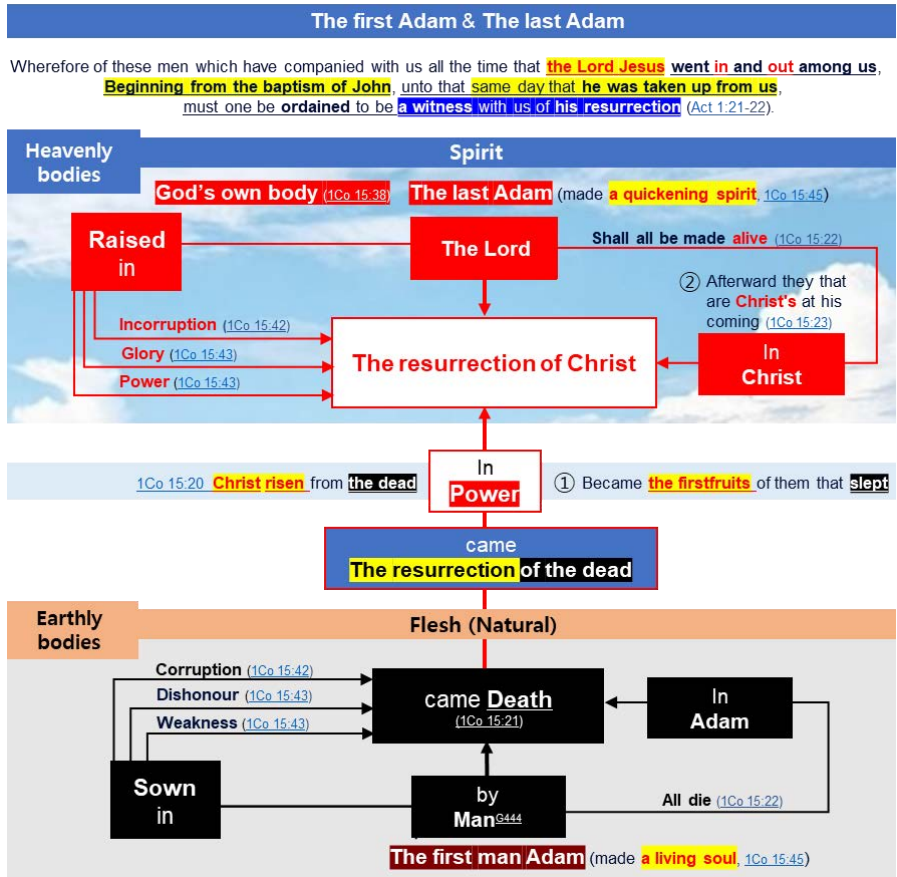 The first Adam & The last Adam
Wherefore of these men which have companied with us all the time that the Lord Jesus went in and out among us,
Beginning from the baptism of John, unto that same day that he was taken up from us,
must one be ordained to be a witness with us of his resurrection (Act 1:21-22).
Heavenly
bodies
Spirit
God's own body (1Co 15:38) The last Adam (made a quickening spirit, 1Co 15:45)
Raised
in
The Lord
Shall all be made alive (1Co 15:22)
② Afterward they that
are Christ's at his
coming (1Co 15:23)
Incorruption (1Co 15:42)
Glory (1Co 15:43)
Power (1Co 15:43)
The resurrection of Christ
In
Christ
1Co 15:20 Christ risen from the dead
In
Power
① Became the firstfruits of them that slept
came
The resurrection of the dead
Earthly
bodies
Flesh (Natural)
Corruption (1Co 15:42)
Dishonour (1Co 15:43)
Weakness (1Co 15:43)
came Death
(1Co 15:21)
In
Adam
Sown
in
by
Man G444
All die (1Co 15:22)
The first man Adam (made a living soul, 1Co 15:45)